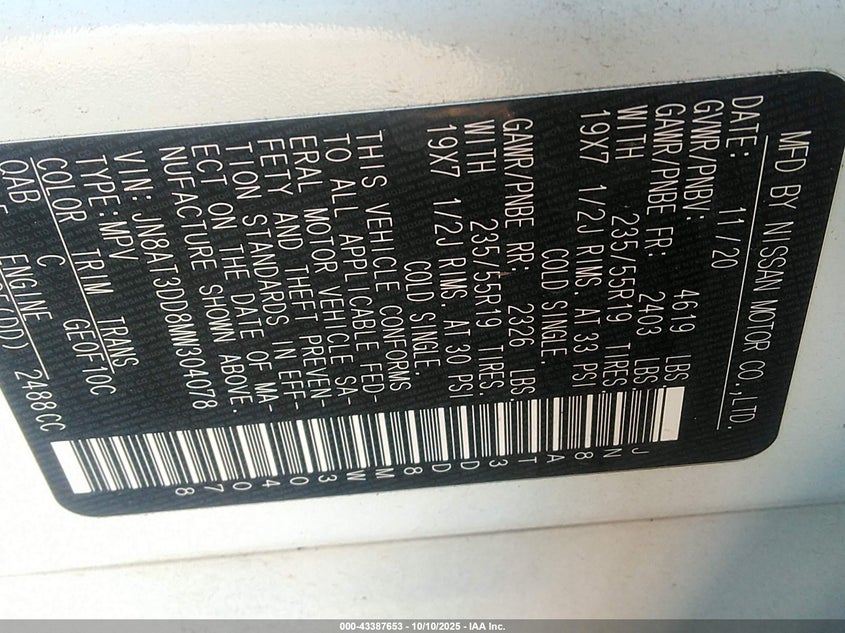 MFD BY NISSAN MOTOR CO.,LTD.
DATE: 11/20
GVWR/PNBV: 4619 LBS
GAWR/PNBE FR: 2403 LBS
WITH 235/55R19 TIRES
19X7 1/2J RIMS. AT 33 PSI
COLD SINGLE
GAWR/PNBE RR: 2326 LBS.
WITH 235/55R19 TIRES.
19X7 1/2J RIMS AT 30 PSI
COLD SINGLE.
THIS VEHICLE CONFORMS
TO ALL APPLICABLE FED-
ERAL MOTOR VEHICLE SA-
FETY AND THEFT PREVEN-
TION STANDARDS IN EFF-
ECT ON THE DATE OF MA-
NUFACTURE SHOWN ABOVE.
VIN: JN8AT3DD8MW304078
TYPE: MPV
COLOR TRIM TRANS
QAB C GE0F10C
ENGINE 2488CC
JN8AT3DD8MW304078
000-43387653 - 10/10/2025 - IAA Inc.